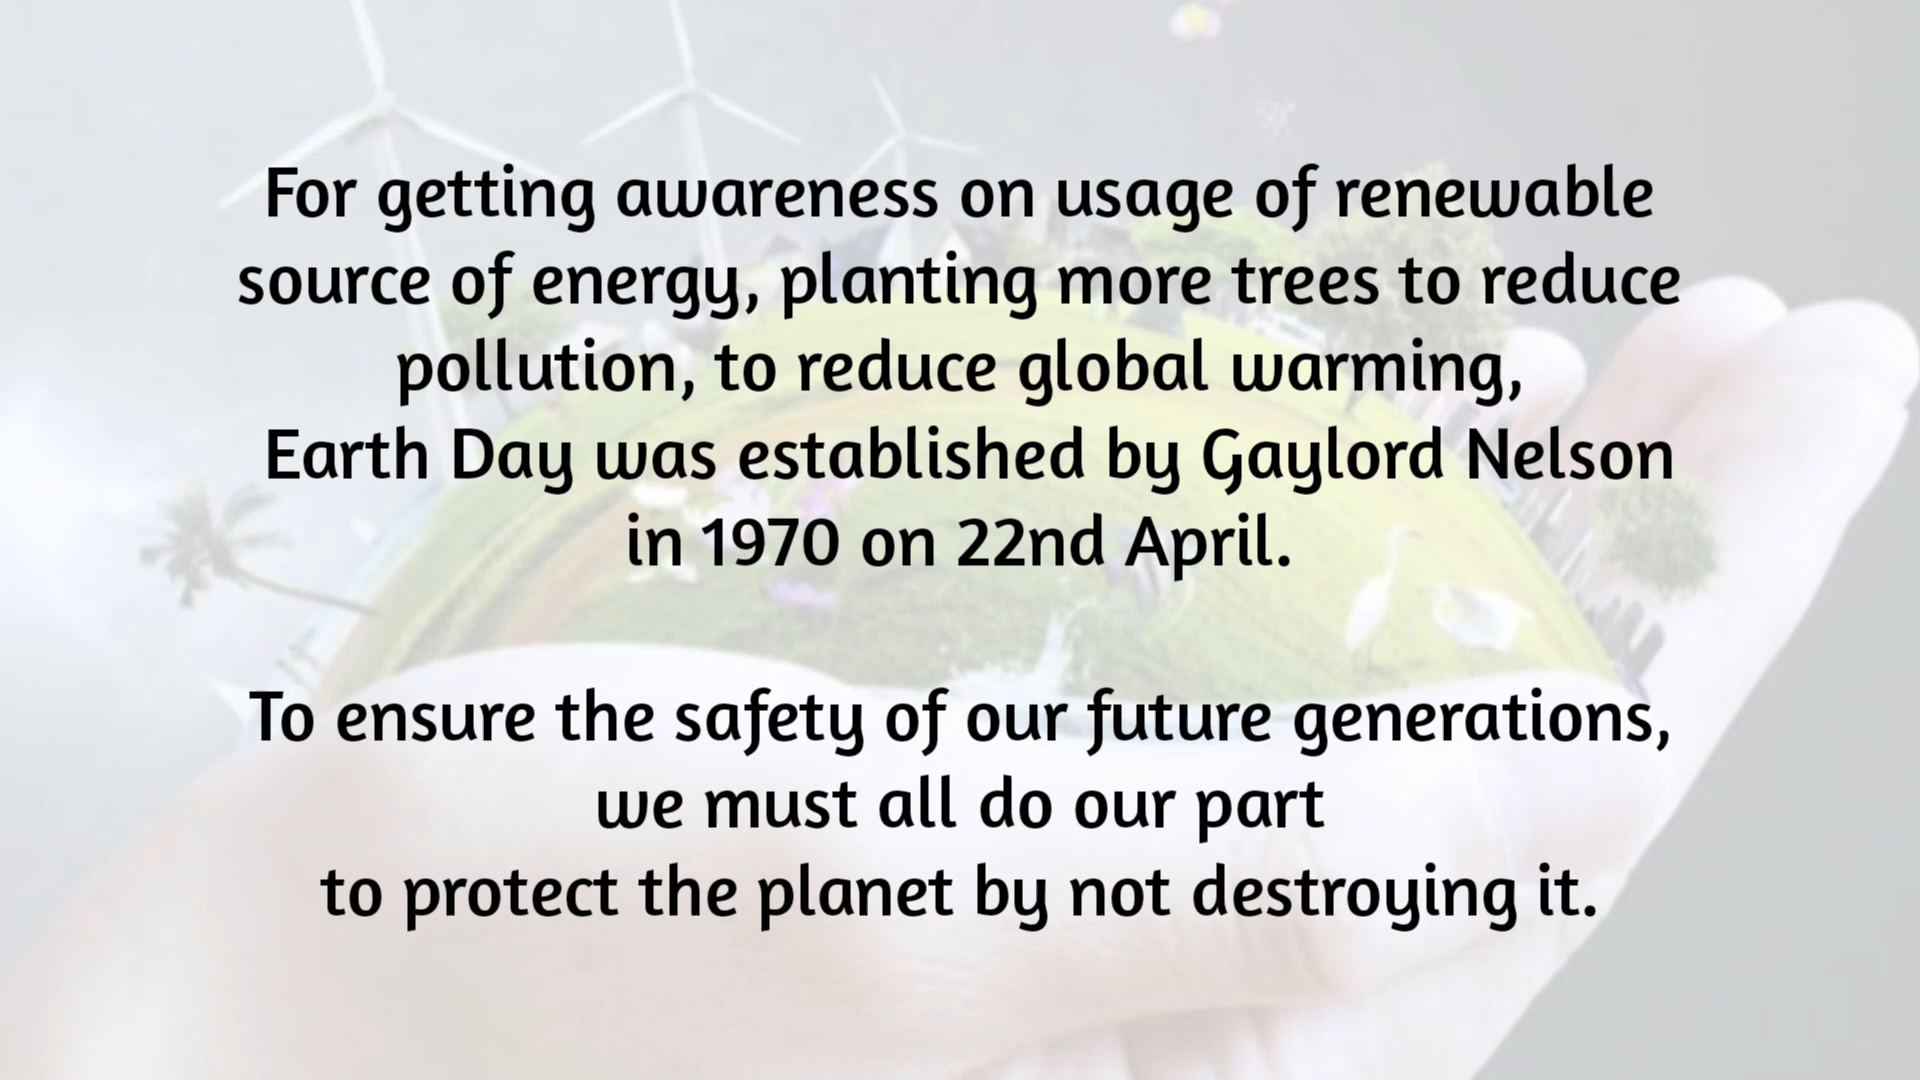 For getting awareness on usage of renewable
source of energy, planting more trees to reduce
pollution, to reduce global warming,
Earth Day was established by Gaylord Nelson
in 1970 on 22nd April.
To ensure the safety of our future generations,
we must all do our part
to protect the planet by not destroying it.